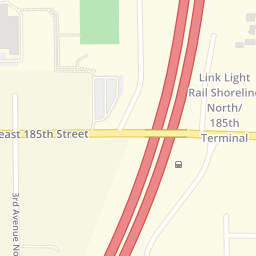 Link Light
Rail Shoreline
North/
185th
Terminal
east 185th Street
3rd Avenue No